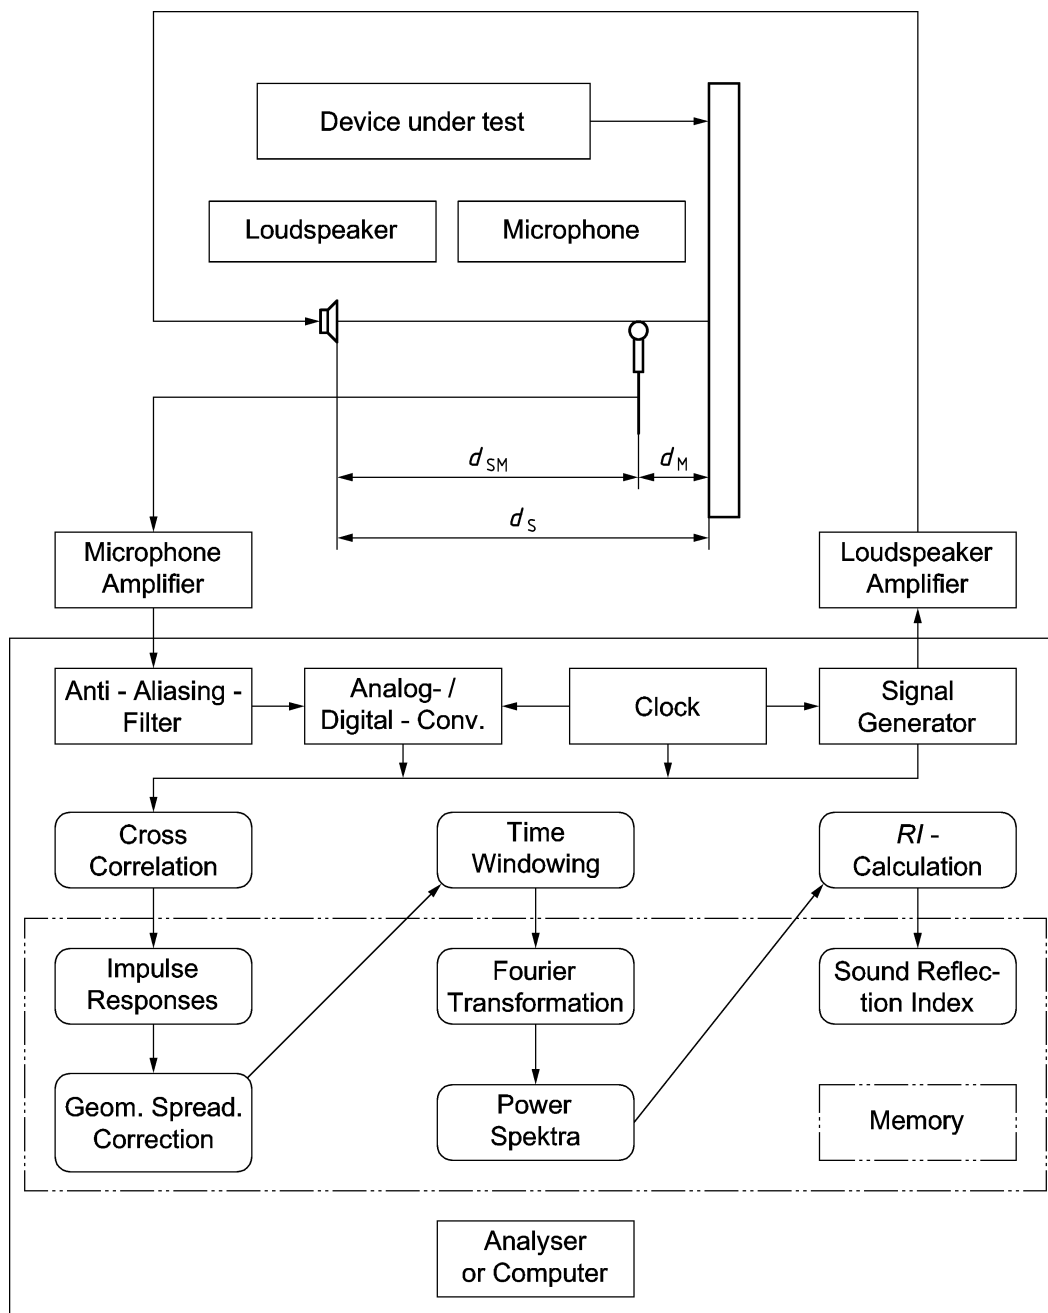 Device under test
Loudspeaker
Microphone
d SM
d M
d S
Microphone
Amplifier
Loudspeaker
Amplifier
Anti - Aliasing -
Filter
Analog- /
Digital - Conv.
Clock
Signal
Generator
Cross
Correlation
Time
Windowing
RI -
Calculation
Impulse
Responses
Fourier
Transformation
Sound Reflec-
tion Index
Geom. Spread.
Correction
Power
Spektra
Memory
Analyser
or Computer